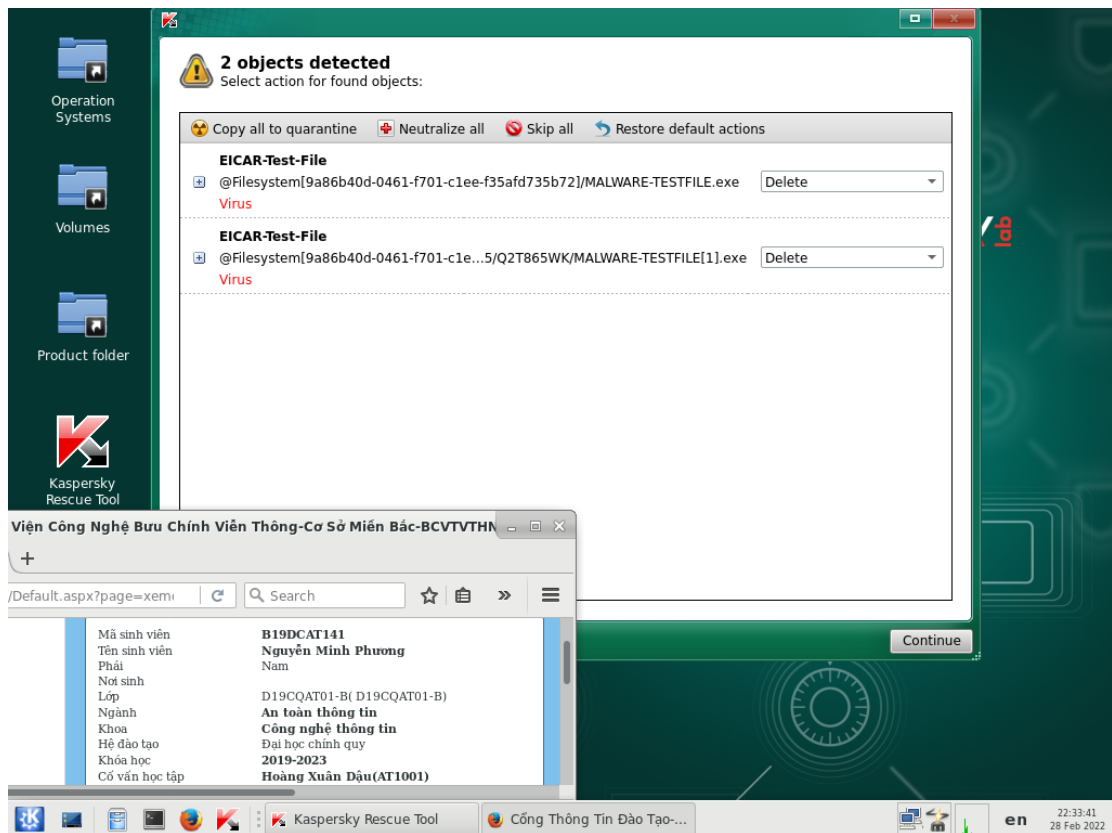 Operation
Systems
Volumes
Product folder
Kaspersky
Rescue Tool
2 objects detected
Select action for found objects:
Copy all to quarantine Neutralize all Skip all Restore default actions
EICAR-Test-File
@Filesystem[9a86b40d-0461-f701-c1ee-f35afd735b72]/MALWARE-TESTFILE.exe Delete
Virus
EICAR-Test-File
@Filesystem[9a86b40d-0461-f701-c1e...5/Q2T865WK/MALWARE-TESTFILE[1].exe Delete
Virus
lab
Continue
Viện Công Nghệ Bưu Chính Viễn Thông-Cơ Sở Miền Bắc-BCVTVTHN
/Default.aspx?page=xem Search
Mã sinh viên B19DCAT141
Tên sinh viên Nguyễn Minh Phương
Phái Nam
Nơi sinh
Lớp D19CQAT01-B( D19CQAT01-B)
Ngành An toàn thông tin
Khoa Công nghệ thông tin
Hệ đào tạo Đại học chính quy
Khóa học 2019-2023
Cố vấn học tập Hoàng Xuân Dậu(AT1001)
Kaspersky Rescue Tool
Cổng Thông Tin Đào Tạo-...
en
22:33:41
28 Feb 2022